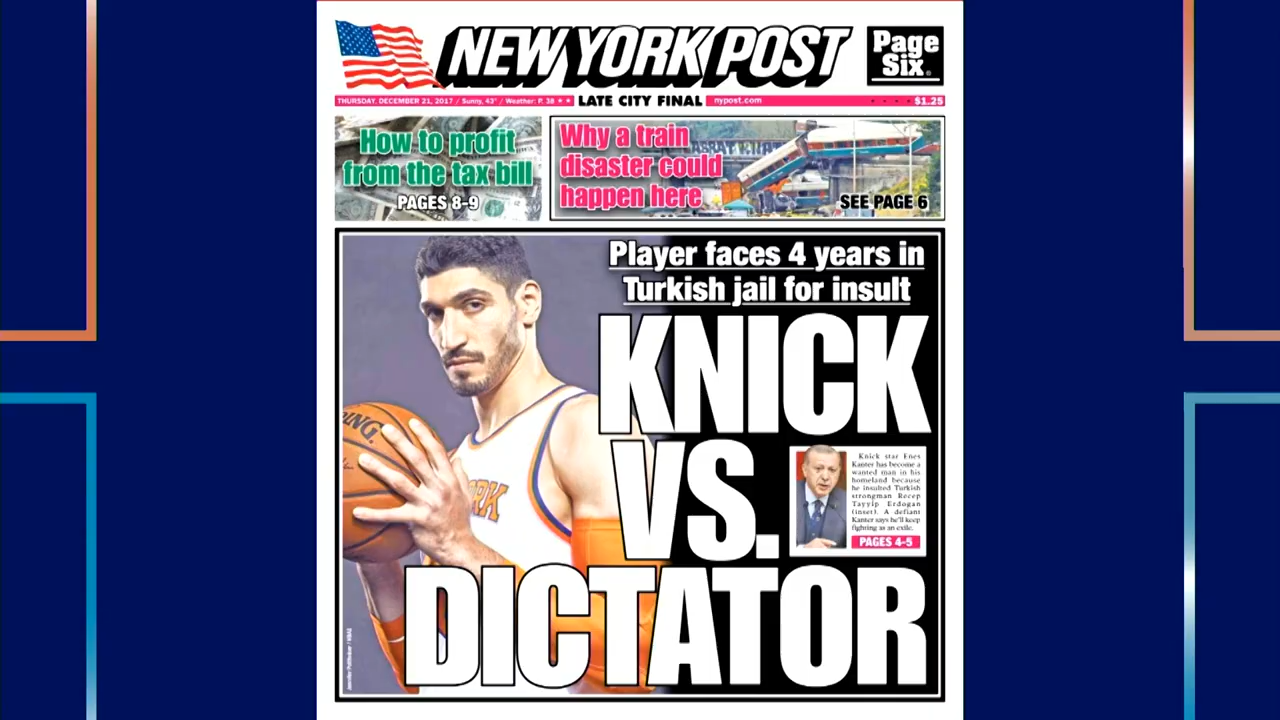 NEW YORK POST
Page
Six®
THURSDAY, DECEMBER 21, 2017 / Sunny, 43° / Weather: P. 38 ★ ★ LATE CITY FINAL nypost.com $1.25
How to profit
from the tax bill
PAGES 8-9
Why a train
disaster could
happen here
SEE PAGE 6
Player faces 4 years in
Turkish jail for insult
KNICK
VS.
DICTATOR
Knick star Enes
Kanter has become a
wanted man in his
homeland because
he insulted Turkish
strongman Recep
Tayyip Erdogan
(inset). A defiant
Kanter says he'll keep
fighting as an exile.
PAGES 4-5